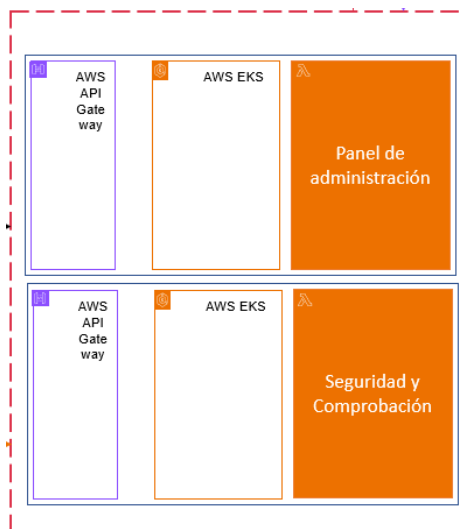 AWS
API
Gate
way
AWS EKS
Panel de
administración
AWS
API
Gate
way
AWS EKS
Seguridad y
Comprobación